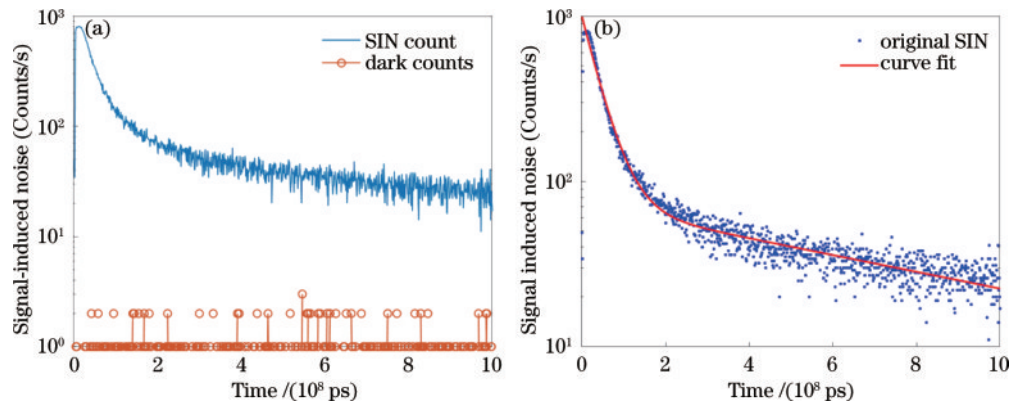 (a)
SIN count
dark counts
Signal-induced noise (Counts/s)
10³
10²
10¹
10⁰
0 2 4 6 8 10
Time /(10⁸ ps)
(b)
original SIN
curve fit
Signal induced noise (Counts/s)
10³
10²
10¹
0 2 4 6 8 10
Time /(10⁸ ps)